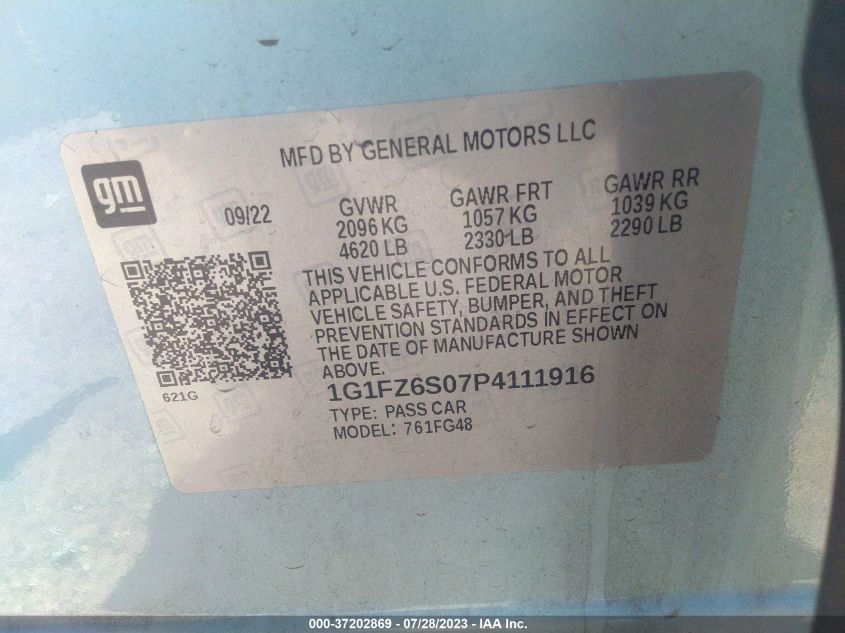 MFD BY GENERAL MOTORS LLC
gm
09/22
GVWR GAWR FRT GAWR RR
2096 KG 1057 KG 1039 KG
4620 LB 2330 LB 2290 LB
THIS VEHICLE CONFORMS TO ALL
APPLICABLE U.S. FEDERAL MOTOR
VEHICLE SAFETY, BUMPER, AND THEFT
PREVENTION STANDARDS IN EFFECT ON
THE DATE OF MANUFACTURE SHOWN
ABOVE.
621G
1G1FZ6S07P4111916
TYPE: PASS CAR
MODEL: 761FG48
000-37202869 - 07/28/2023 - IAA Inc.